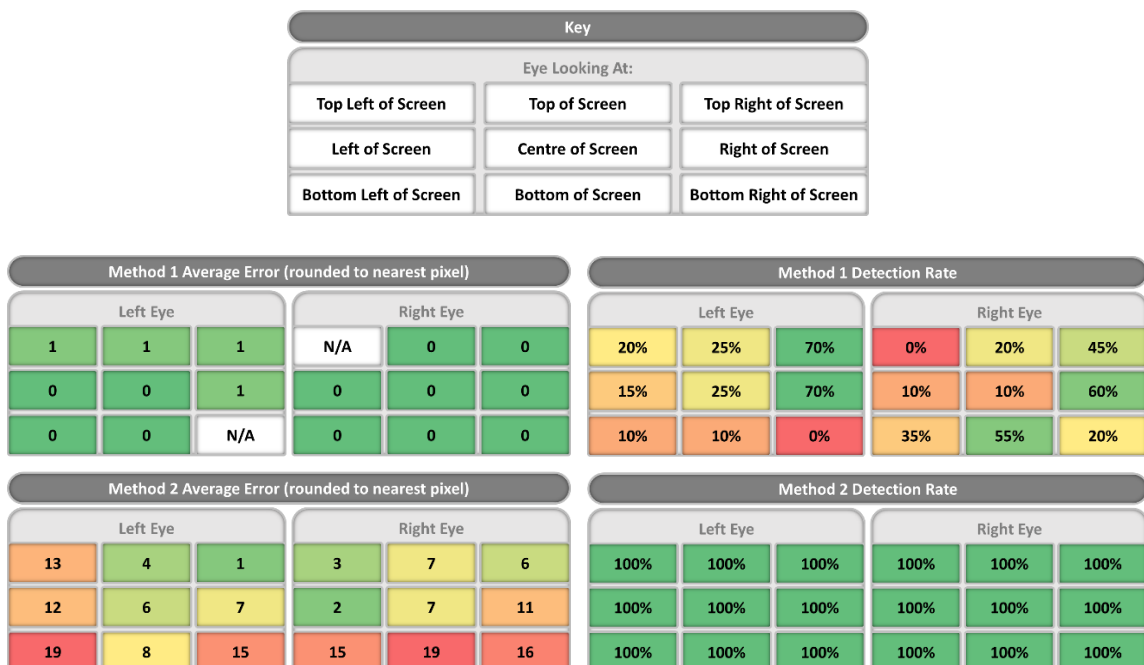 Key
Eye Looking At:
Top Left of Screen Top of Screen Top Right of Screen
Left of Screen Centre of Screen Right of Screen
Bottom Left of Screen Bottom of Screen Bottom Right of Screen
Method 1 Average Error (rounded to nearest pixel)
Left Eye Right Eye
1 1 1 N/A 0 0
0 0 1 0 0 0
0 0 N/A 0 0 0
Method 1 Detection Rate
Left Eye Right Eye
20% 25% 70% 0% 20% 45%
15% 25% 70% 10% 10% 60%
10% 10% 0% 35% 55% 20%
Method 2 Average Error (rounded to nearest pixel)
Left Eye Right Eye
13 4 1 3 7 6
12 6 7 2 7 11
19 8 15 15 19 16
Method 2 Detection Rate
Left Eye Right Eye
100% 100% 100% 100% 100% 100%
100% 100% 100% 100% 100% 100%
100% 100% 100% 100% 100% 100%